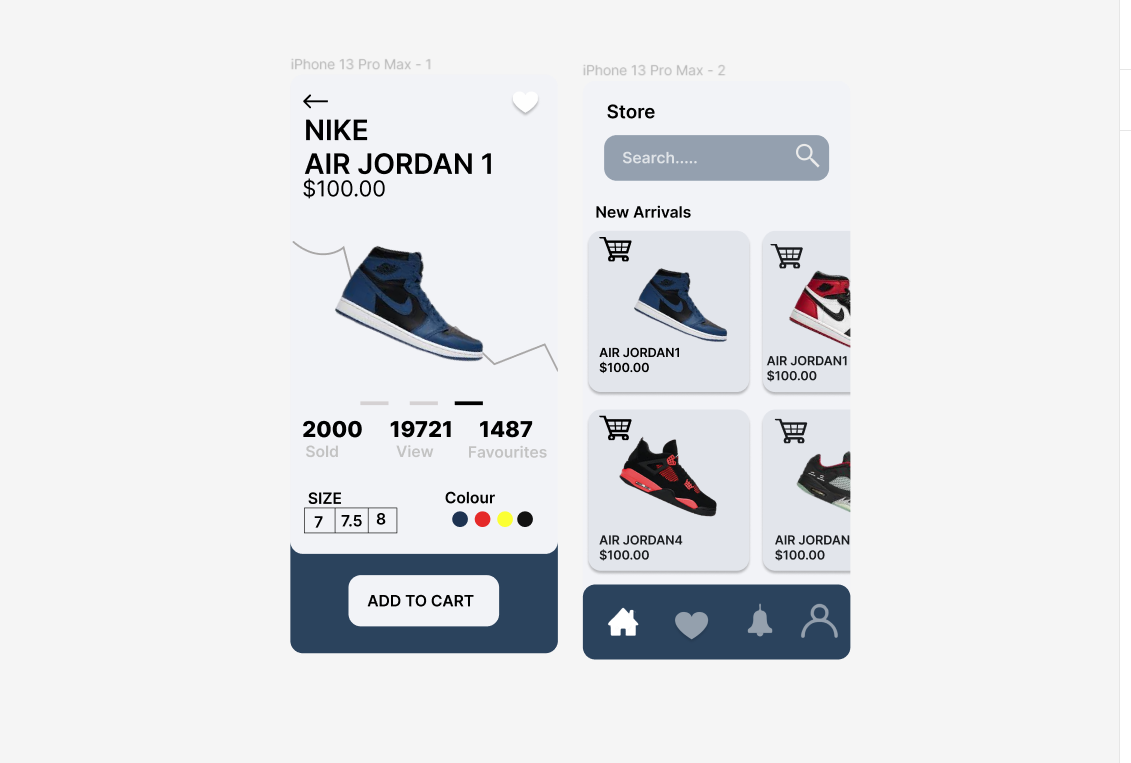 iPhone 13 Pro Max - 1
NIKE
AIR JORDAN 1
$100.00
2000 19721 1487
Sold View Favourites
SIZE Colour
7 7.5 8
ADD TO CART
iPhone 13 Pro Max - 2
Store
Search.....
New Arrivals
AIR JORDAN1
$100.00
AIR JORDAN1
$100.00
AIR JORDAN4
$100.00
AIR JORDAN
$100.00